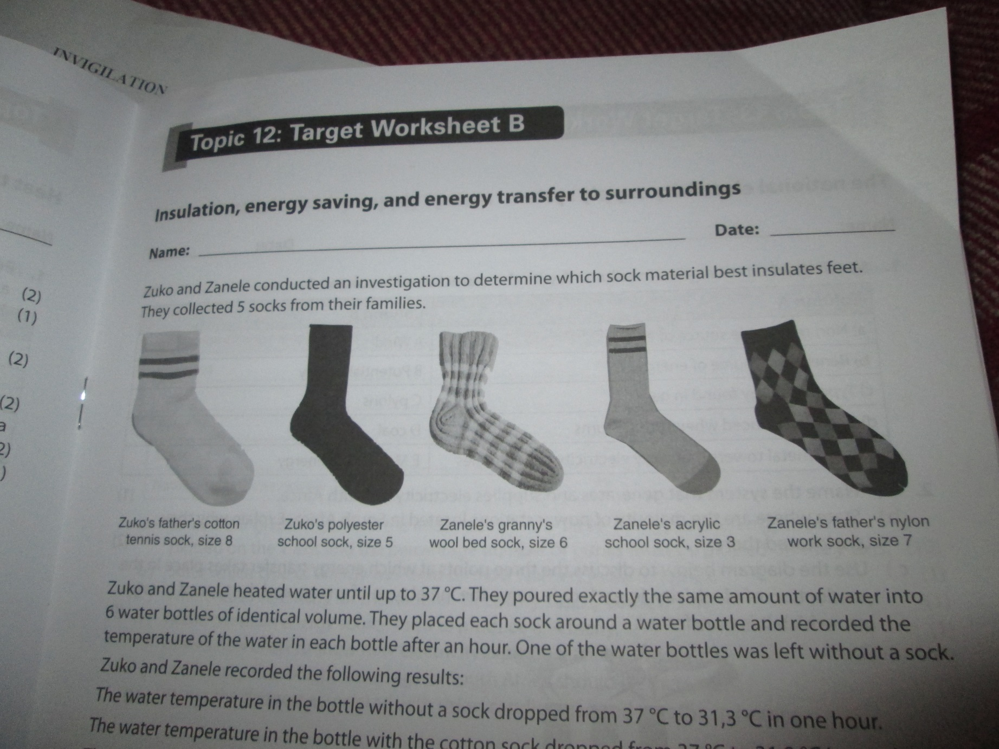 INVIGILATION
(2)
(1)
(2)
(2)
Topic 12: Target Worksheet B
Insulation, energy saving, and energy transfer to surroundings
Name:
Date:
Zuko and Zanele conducted an investigation to determine which sock material best insulates feet.
They collected 5 socks from their families.
Zuko's father's cotton
tennis sock, size 8
Zuko's polyester
school sock, size 5
Zanele's granny's
wool bed sock, size 6
Zanele's acrylic
school sock, size 3
Zanele's father's nylon
work sock, size 7
Zuko and Zanele heated water until up to 37 °C. They poured exactly the same amount of water into
6 water bottles of identical volume. They placed each sock around a water bottle and recorded the
temperature of the water in each bottle after an hour. One of the water bottles was left without a sock.
Zuko and Zanele recorded the following results:
The water temperature in the bottle without a sock dropped from 37 °C to 31,3 °C in one hour.
The water temperature in the bottle with the cotton sock dropped from 37 °C